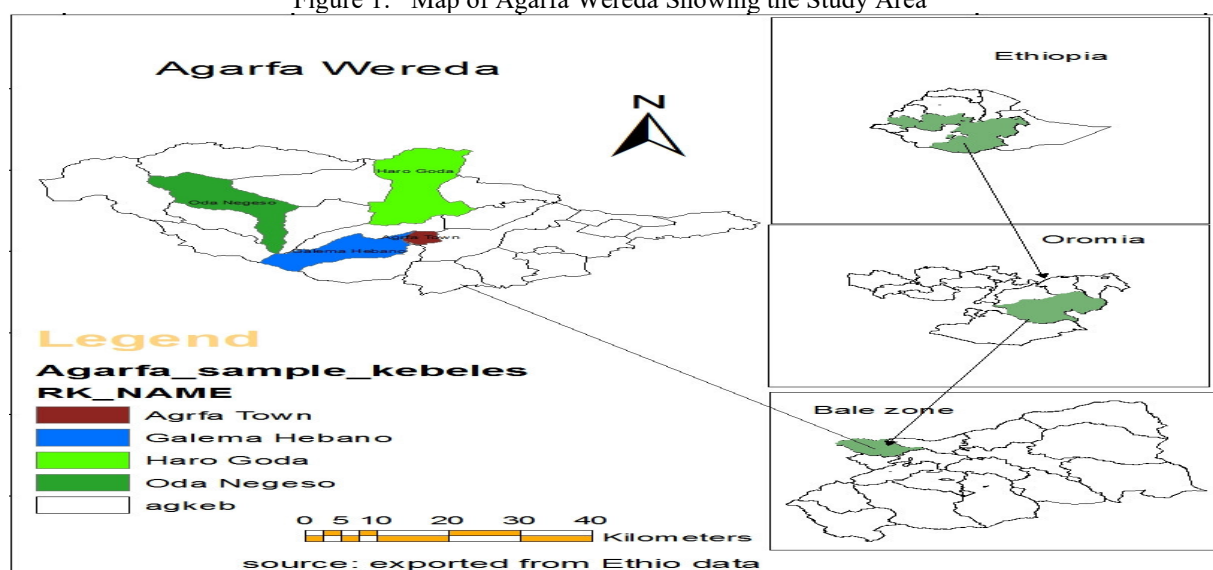 Figure 1: Map of Agarfa Wereda Showing the Study Area
Agarfa Wereda
N
Haro Goda
Oda Negeso
Agrfa Town
Galema Hebano
Ethiopia
Oromia
Bale zone
Legend
Agarfa_sample_kebeles
RK_NAME
Agrfa Town
Galema Hebano
Haro Goda
Oda Negeso
agkeb
0 5 10 20 30 40
Kilometers
source: exported from Ethio data